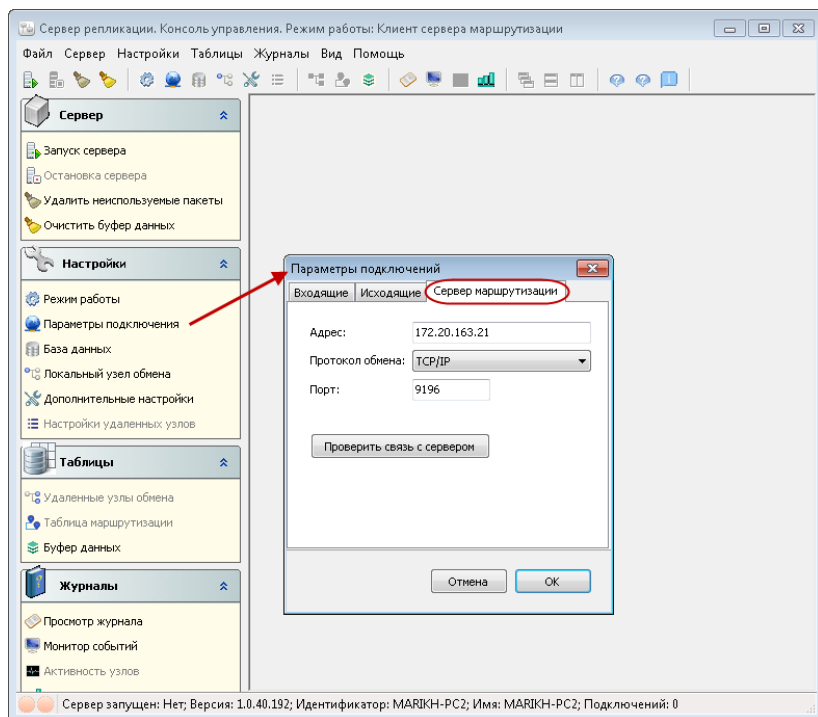 Сервер репликации. Консоль управления. Режим работы: Клиент сервера маршрутизации
Файл Сервер Настройки Таблицы Журналы Вид Помощь
Сервер
Запуск сервера
Остановка сервера
Удалить неиспользуемые пакеты
Очистить буфер данных
Настройки
Режим работы
Параметры подключения
База данных
Локальный узел обмена
Дополнительные настройки
Настройки удаленных узлов
Таблицы
Удаленные узлы обмена
Таблица маршрутизации
Буфер данных
Журналы
Просмотр журнала
Монитор событий
Активность узлов
Параметры подключений
Входящие Исходящие Сервер маршрутизации
Адрес: 172.20.163.21
Протокол обмена: TCP/IP
Порт: 9196
Проверить связь с сервером
Отмена OK
Сервер запущен: Нет; Версия: 1.0.40.192; Идентификатор: MARIKH-PC2; Имя: MARIKH-PC2; Подключений: 0